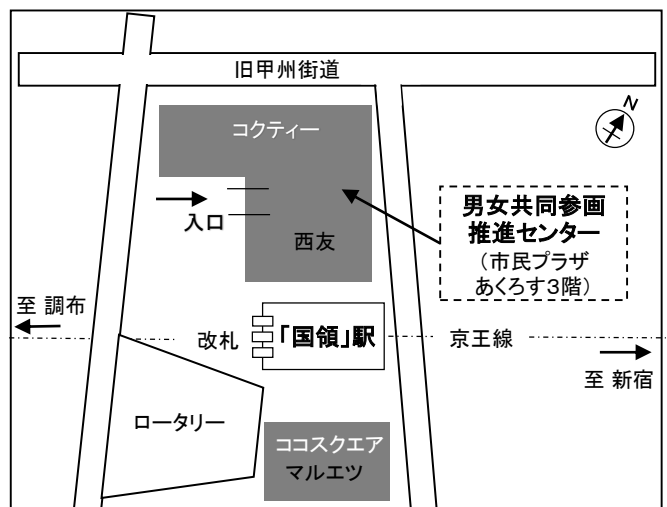 旧甲州街道
N
コクティー
入口
西友
男女共同参画
推進センター
（市民プラザ
あくろす3階）
至 調布
改札
「国領」駅
京王線
至 新宿
ロータリー
ココスクエア
マルエツ